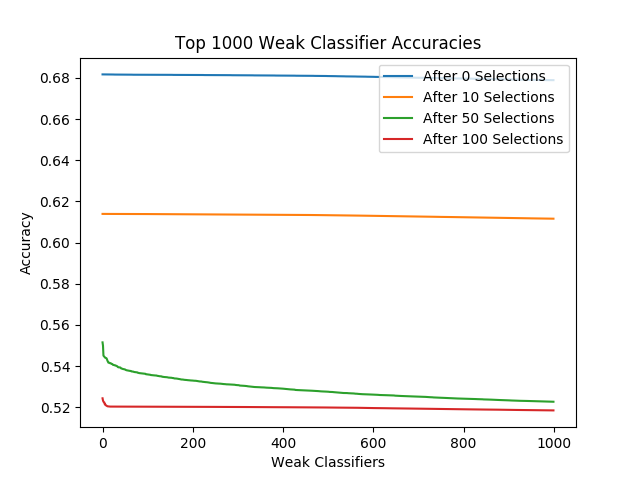 Top 1000 Weak Classifier Accuracies
0.68
0.66
0.64
0.62
0.60
0.58
0.56
0.54
0.52
Accuracy
After 0 Selections
After 10 Selections
After 50 Selections
After 100 Selections
0 200 400 600 800 1000
Weak Classifiers